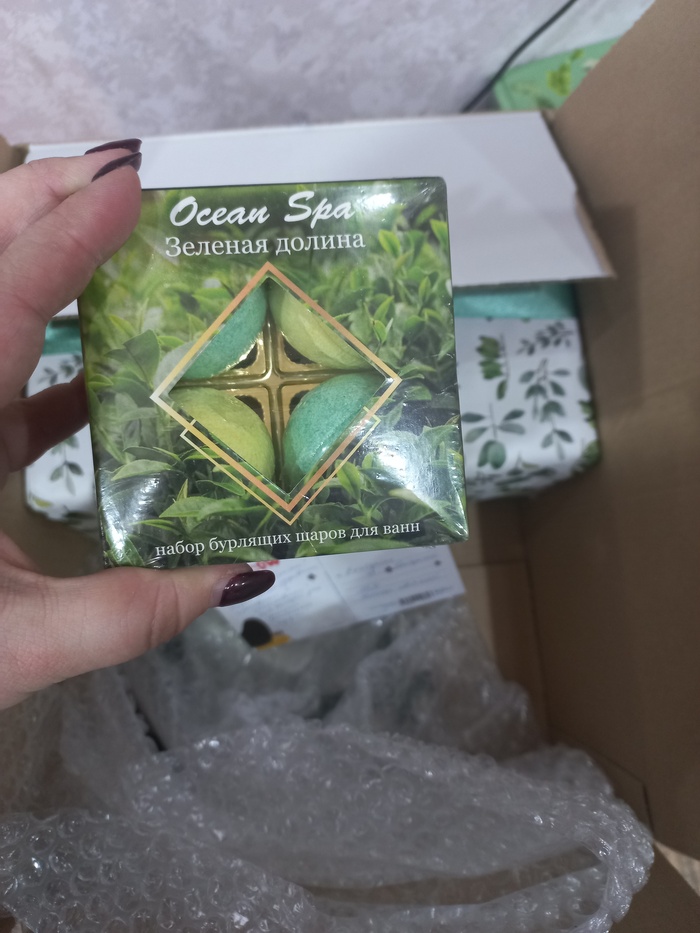 Ocean Spa
Зеленая долина
набор бурлящих шаров для ванн